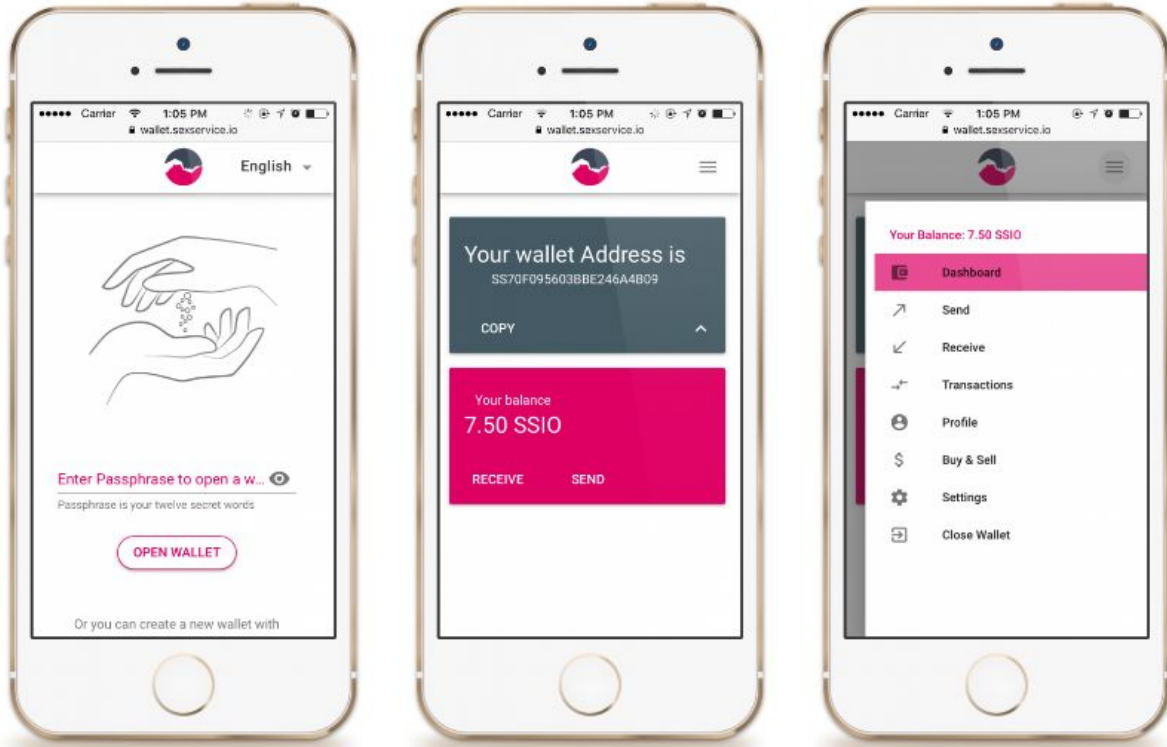 Carrier 1:05 PM
wallet.sexservice.io
English
Enter Passphrase to open a w...
Passphrase is your twelve secret words
OPEN WALLET
Or you can create a new wallet with
Carrier 1:05 PM
wallet.sexservice.io
Your wallet Address is
SS70F095603BBE246A4B09
COPY
Your balance
7.50 SSIO
RECEIVE SEND
Carrier 1:05 PM
wallet.sexservice.io
Your Balance: 7.50 SSIO
Dashboard
Send
Receive
Transactions
Profile
$ Buy & Sell
Settings
Close Wallet